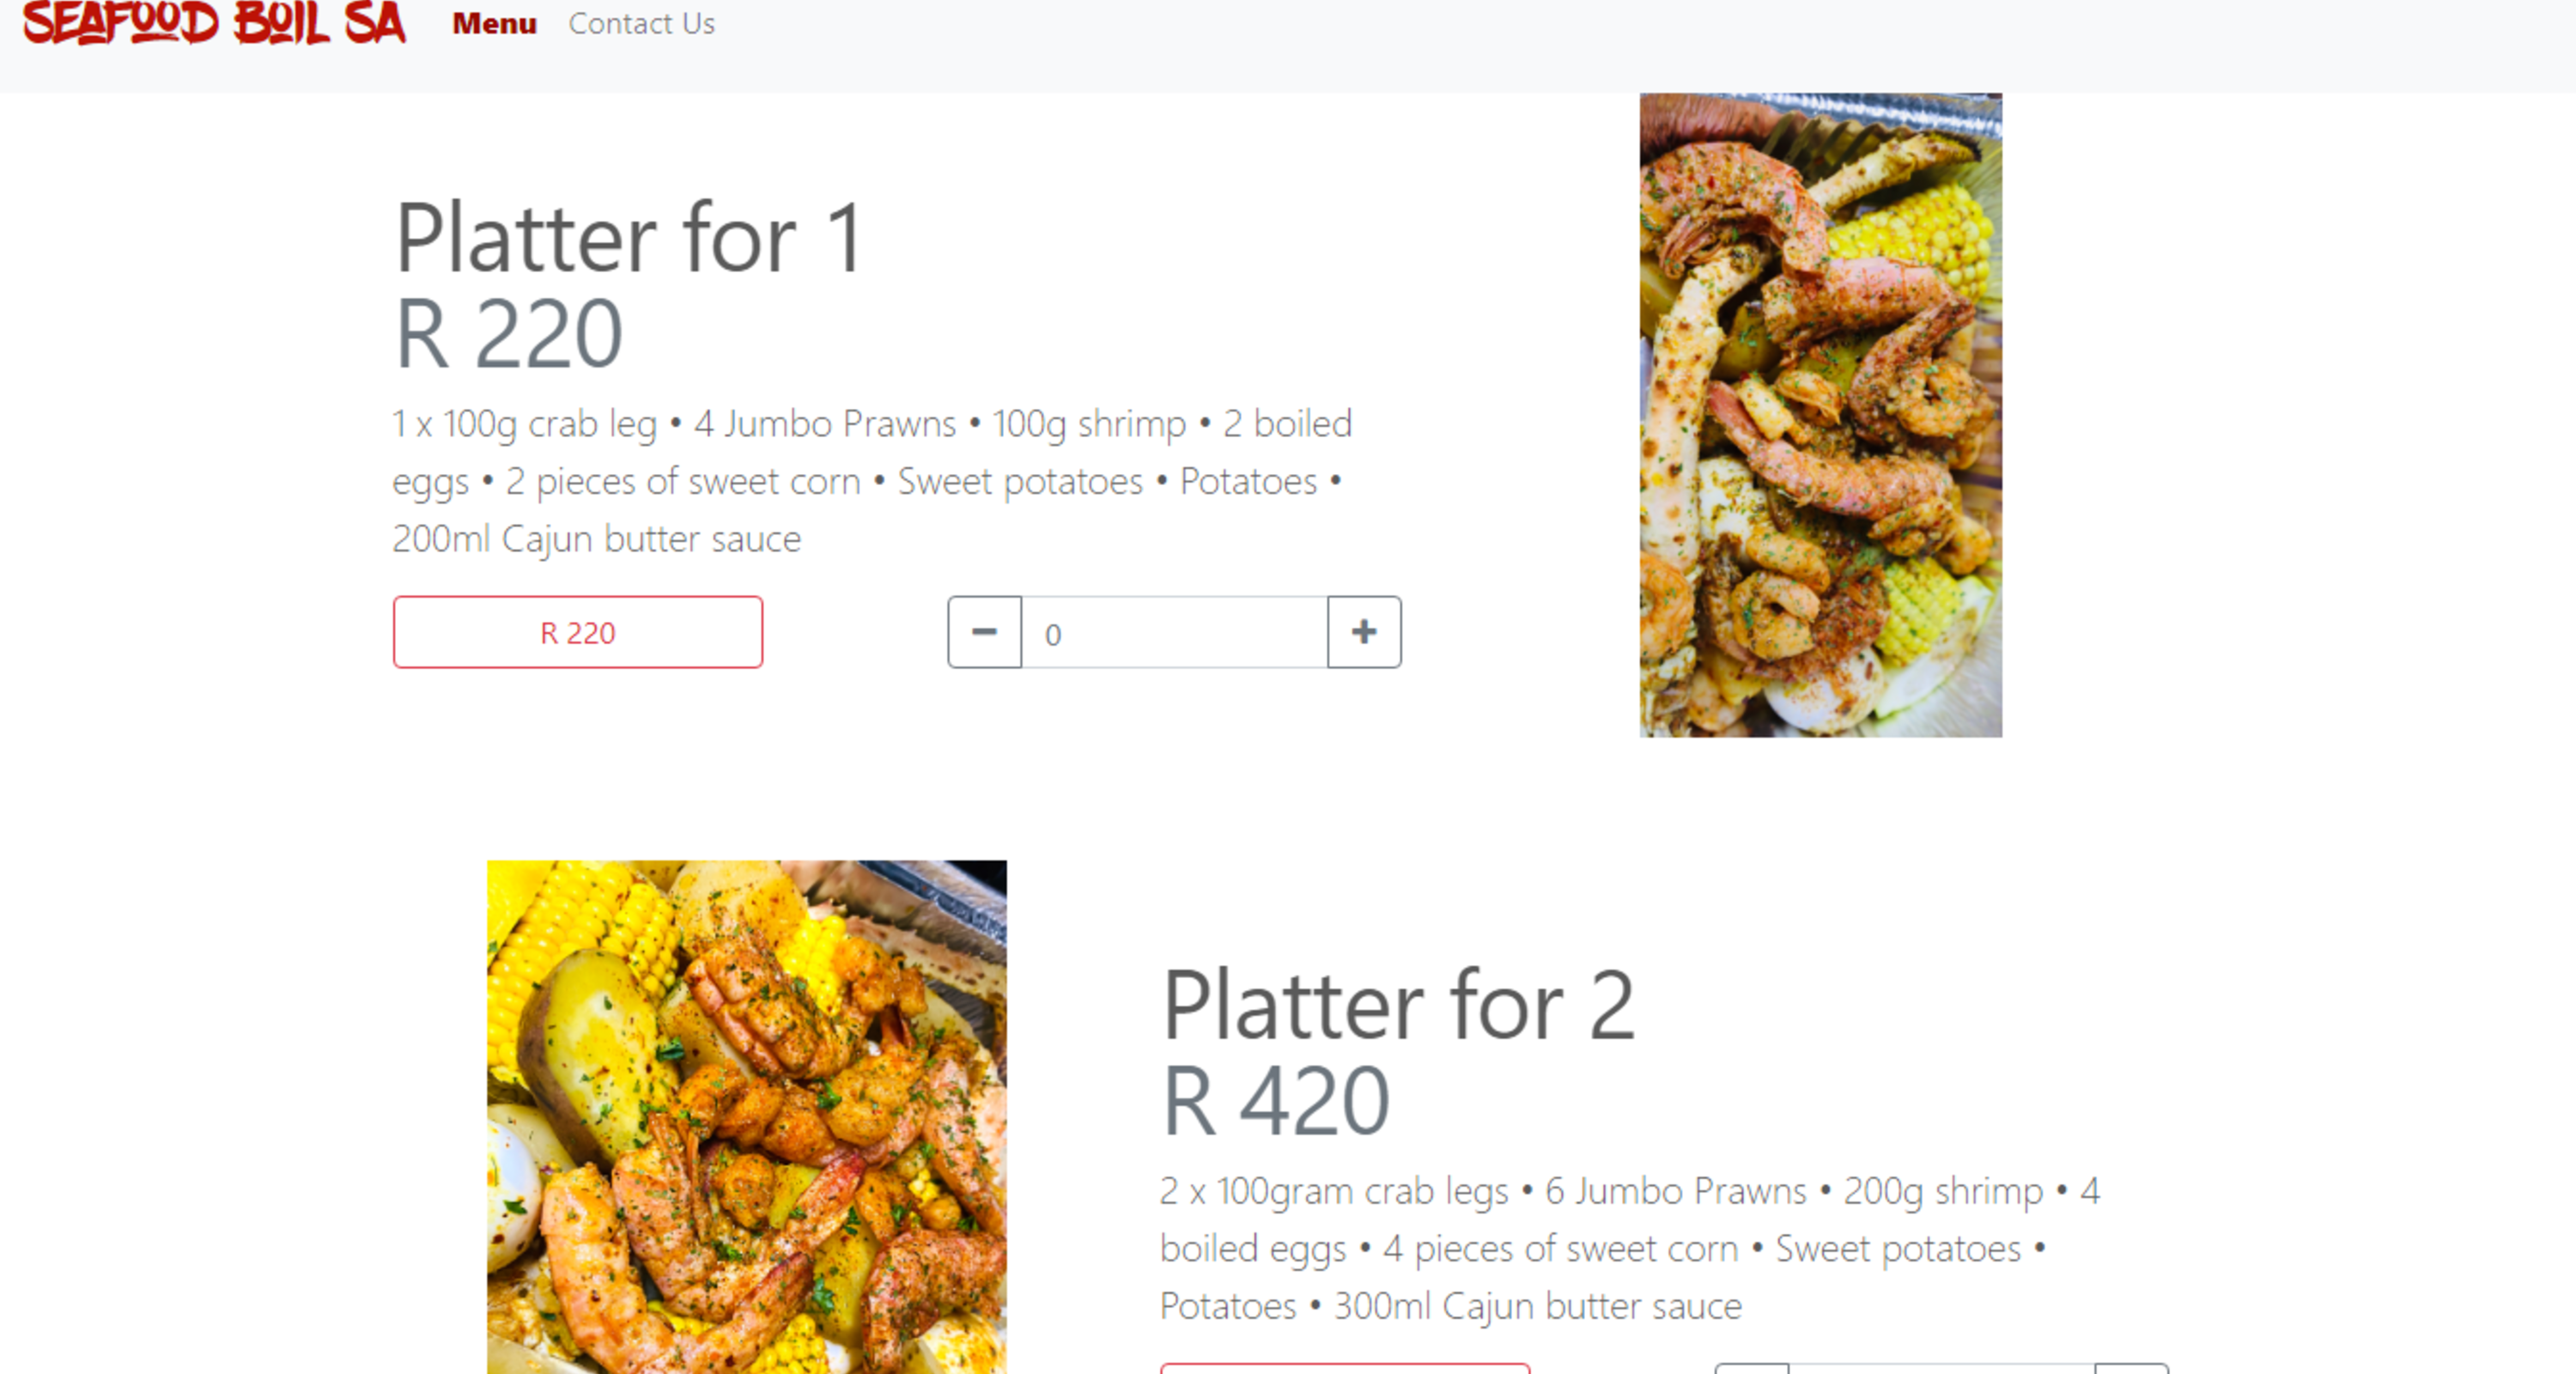 SEAFOOD BOIL SA
Menu
Contact Us
Platter for 1
R 220
1 x 100g crab leg • 4 Jumbo Prawns • 100g shrimp • 2 boiled
eggs • 2 pieces of sweet corn • Sweet potatoes • Potatoes •
200ml Cajun butter sauce
R 220
0
Platter for 2
R 420
2 x 100gram crab legs • 6 Jumbo Prawns • 200g shrimp • 4
boiled eggs • 4 pieces of sweet corn • Sweet potatoes •
Potatoes • 300ml Cajun butter sauce